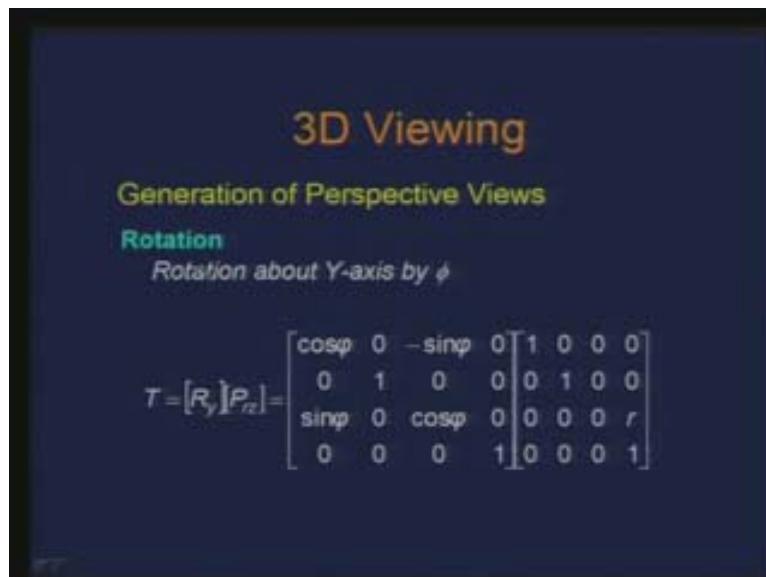 3D Viewing
Generation of Perspective Views
Rotation
Rotation about Y-axis by ϕ
T = [R_y][P_rz] = [cosφ 0 −sinφ 0][1 0 0 0]
[0 1 0 0][0 1 0 0]
[sinφ 0 cosφ 0][0 0 0 r]
[0 0 0 1][0 0 0 1]